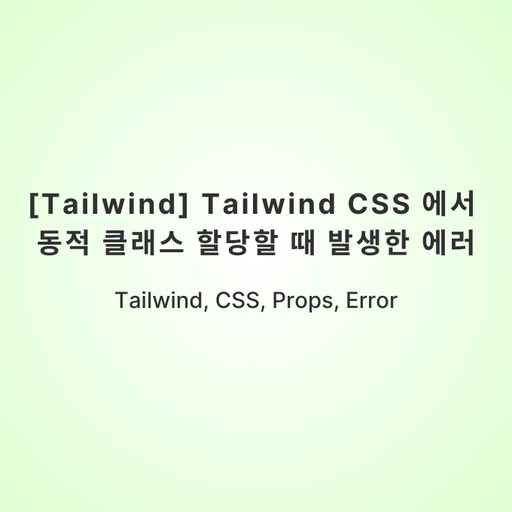 [Tailwind] Tailwind CSS 에서
동적 클래스 할당할 때 발생한 에러
Tailwind, CSS, Props, Error